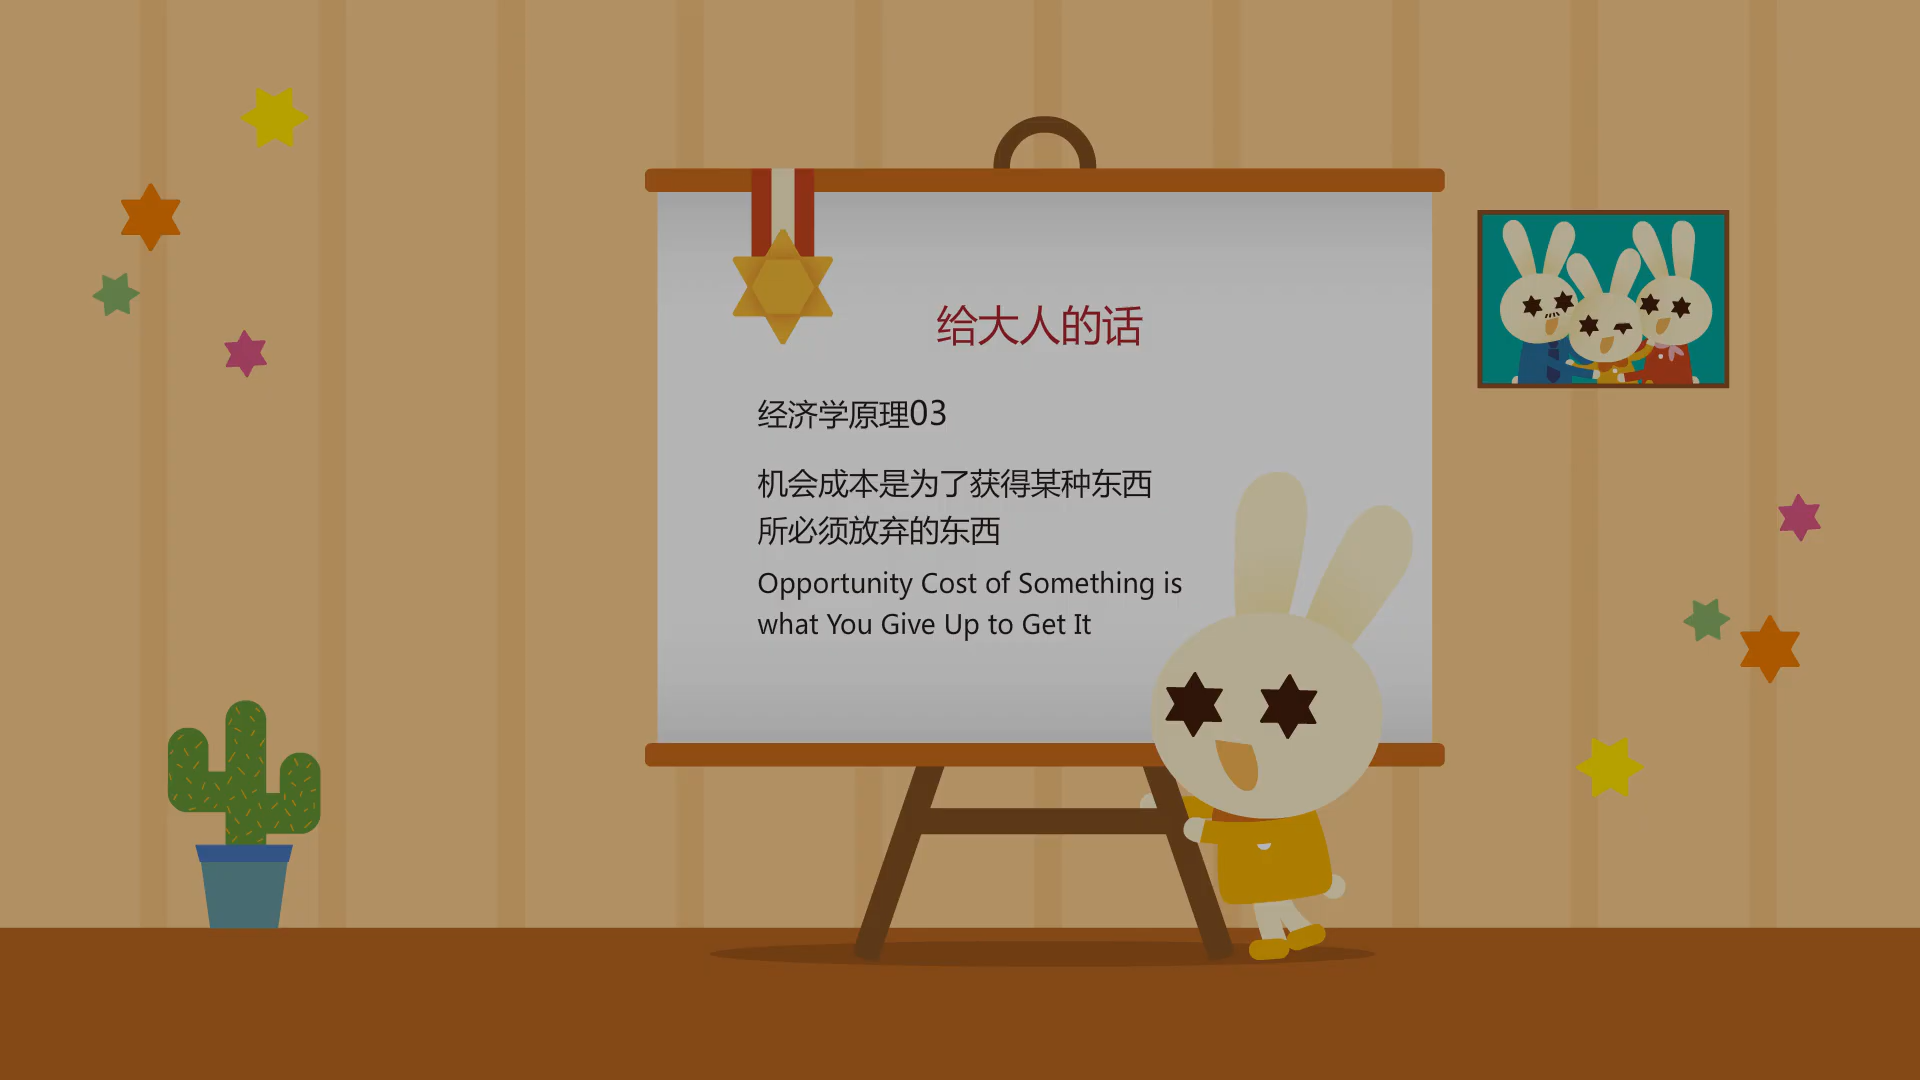 给大人的话
经济学原理03
机会成本是为了获得某种东西
所必须放弃的东西
Opportunity Cost of Something is
what You Give Up to Get It